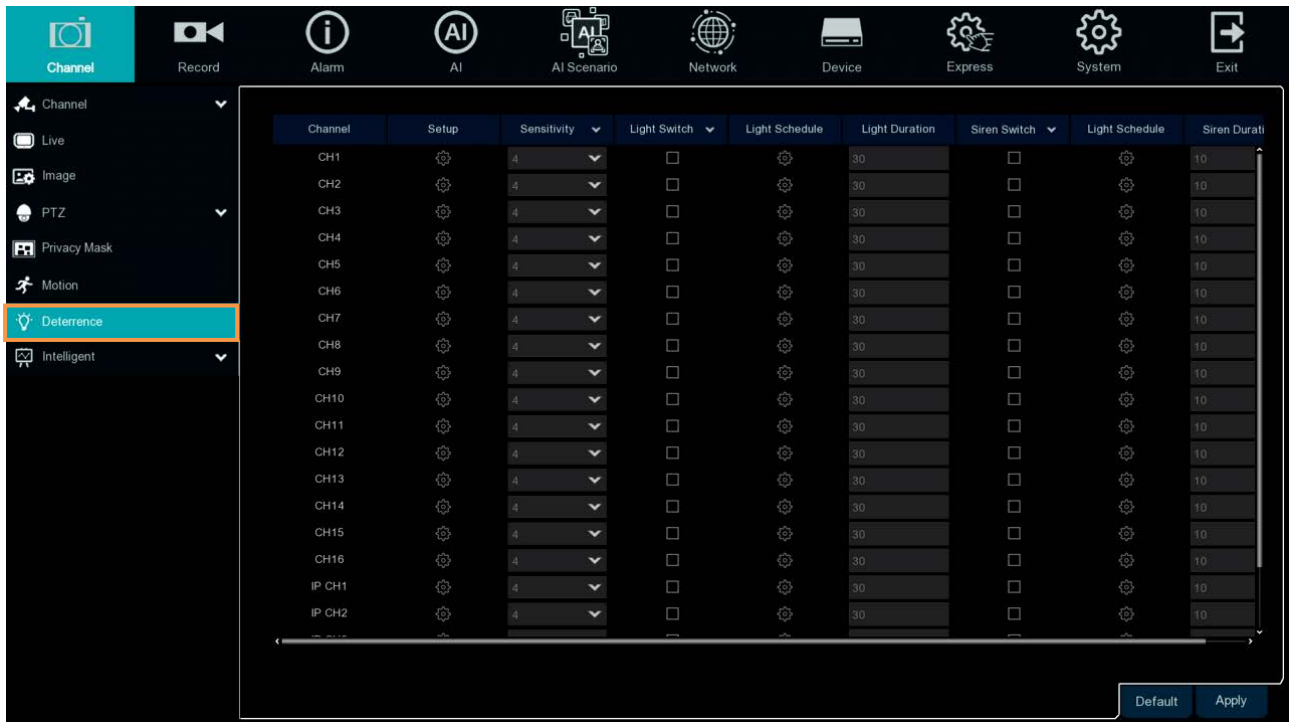 Channel Record Alarm AI AI Scenario Network Device Express System Exit
Channel
Live
Image
PTZ
Privacy Mask
Motion
Deterrence
Intelligent
Channel Setup Sensitivity Light Switch Light Schedule Light Duration Siren Switch Light Schedule Siren Durati
CH1 4 30 10
CH2 4 30 10
CH3 4 30 10
CH4 4 30 10
CH5 4 30 10
CH6 4 30 10
CH7 4 30 10
CH8 4 30 10
CH9 4 30 10
CH10 4 30 10
CH11 4 30 10
CH12 4 30 10
CH13 4 30 10
CH14 4 30 10
CH15 4 30 10
CH16 4 30 10
IP CH1 4 30 10
IP CH2 4 30 10
Default Apply